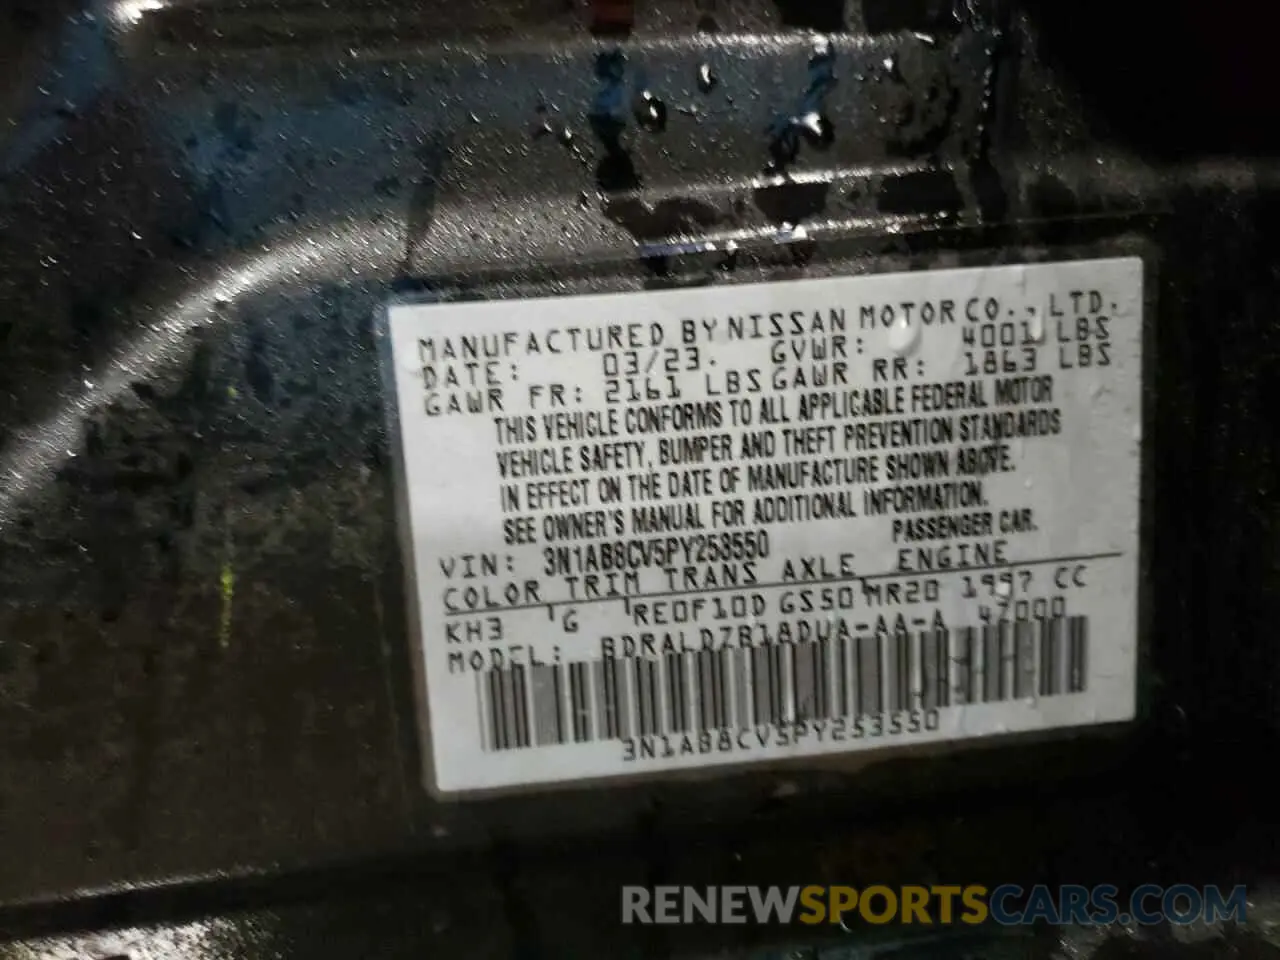 MANUFACTURED BY NISSAN MOTOR CO., LTD.
DATE: 03/23. GVWR: 4001 LBS
GAWR FR: 2161 LBS GAWR RR: 1863 LBS
THIS VEHICLE CONFORMS TO ALL APPLICABLE FEDERAL MOTOR
VEHICLE SAFETY, BUMPER AND THEFT PREVENTION STANDARDS
IN EFFECT ON THE DATE OF MANUFACTURE SHOWN ABOVE.
SEE OWNER'S MANUAL FOR ADDITIONAL INFORMATION.
VIN: 3N1AB8CV5PY253550 PASSENGER CAR.
COLOR TRIM TRANS AXLE ENGINE
KH3 G RE0F10D GS50 MR20 1997 CC
MODEL: BDRALDZB18DUA-AA-A 47000
3N1AB8CV5PY253550
RENEWSPORTSCARS.COM